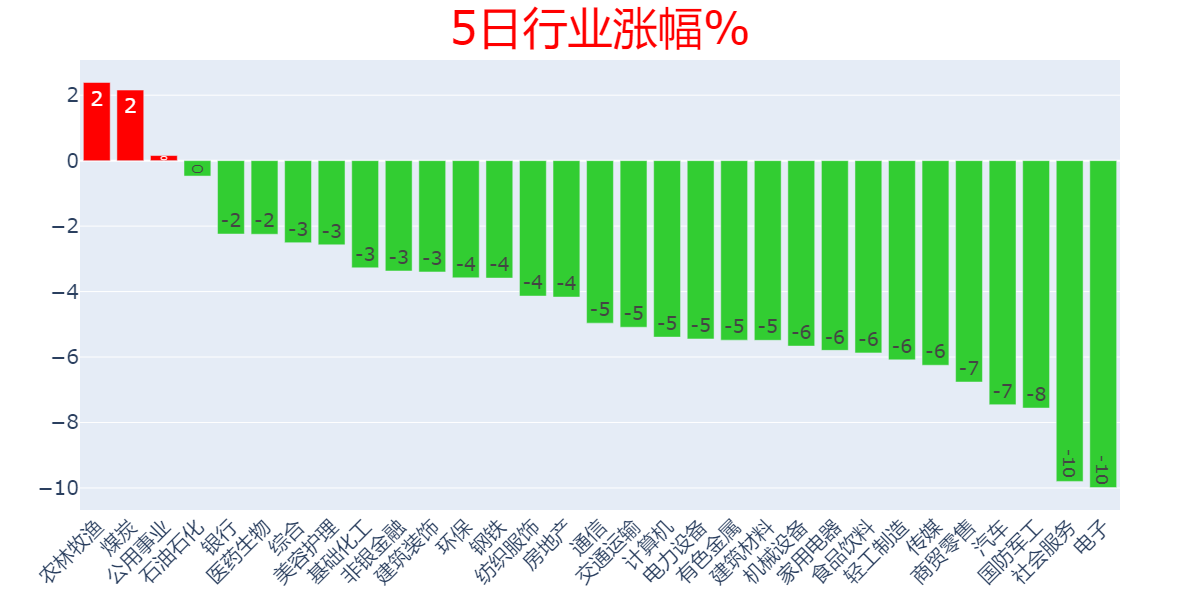 5日行业涨幅%
2
0
−2
−4
−6
−8
−10
2
2
0
0
-2
-2
-3
-3
-3
-3
-3
-4
-4
-4
-4
-5
-5
-5
-5
-5
-5
-6
-6
-6
-6
-6
-7
-7
-8
-10
-10
农林牧渔
煤炭
公用事业
石油石化
银行
医药生物
综合
美容护理
基础化工
非银金融
建筑装饰
环保
钢铁
纺织服饰
房地产
通信
交通运输
计算机
电力设备
有色金属
建筑材料
机械设备
家用电器
食品饮料
轻工制造
传媒
商贸零售
汽车
国防军工
社会服务
电子